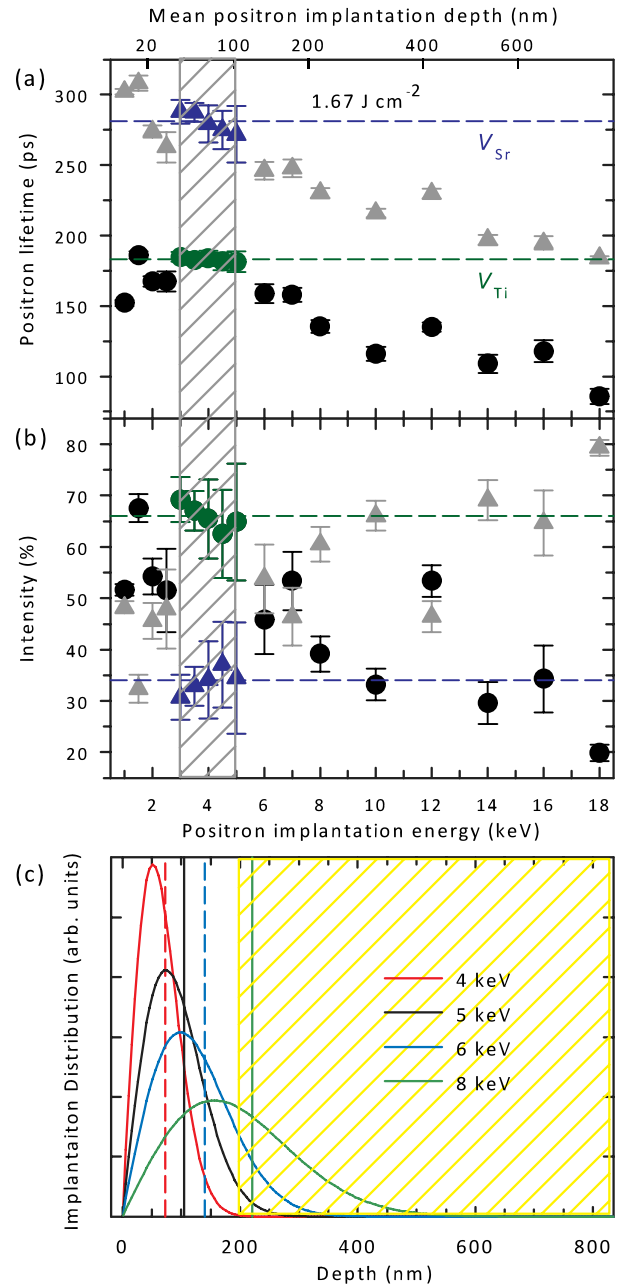 Mean positron implantation depth (nm)
20 100 200 400 600
(a)
1.67 J cm-2
300
250
200
150
100
Positron lifetime (ps)
VSr
VTi
(b)
80
70
60
50
40
30
20
Intensity (%)
2 4 6 8 10 12 14 16 18
Positron implantation energy (keV)
(c)
Implantaiton Distribution (arb. units)
4 keV
5 keV
6 keV
8 keV
0 200 400 600 800
Depth (nm)